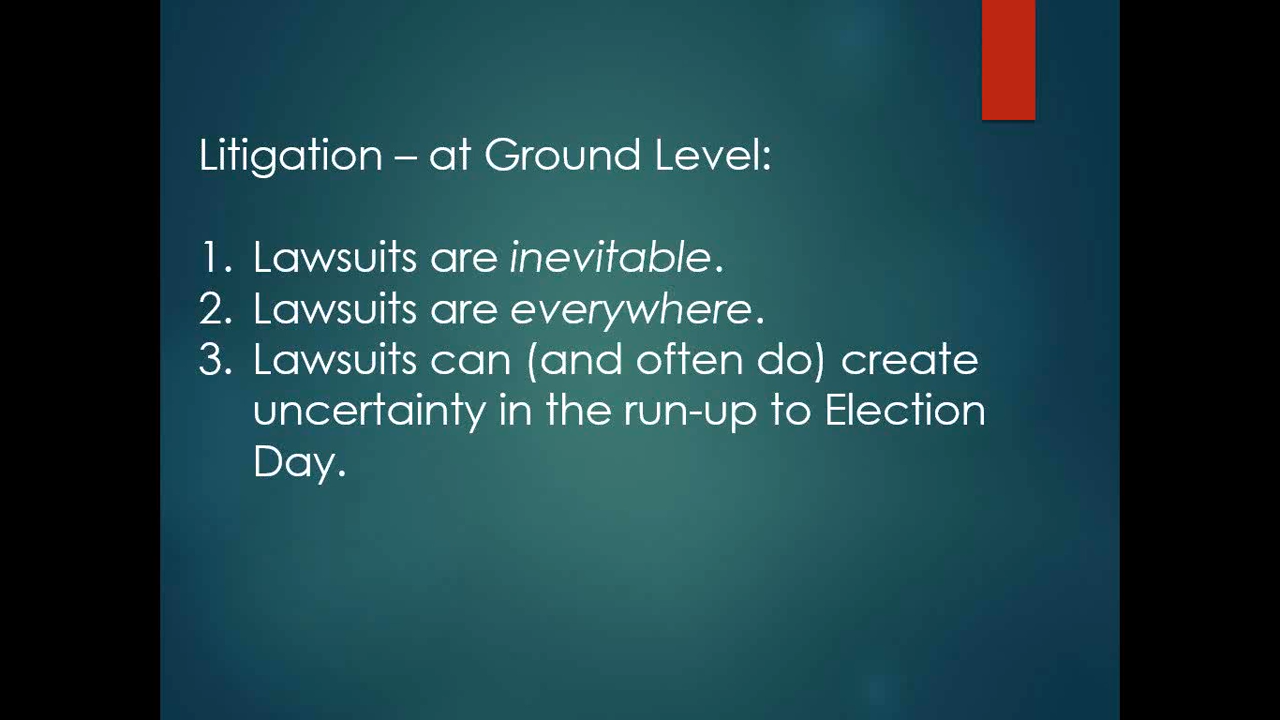 Litigation – at Ground Level:
1. Lawsuits are inevitable.
2. Lawsuits are everywhere.
3. Lawsuits can (and often do) create
uncertainty in the run-up to Election
Day.